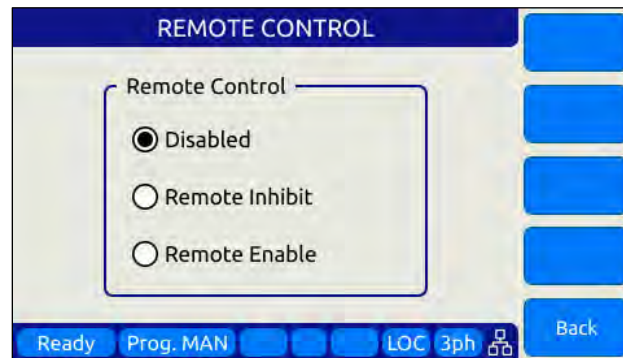 REMOTE CONTROL
Remote Control
Disabled
Remote Inhibit
Remote Enable
Back
Ready Prog. MAN LOC 3ph